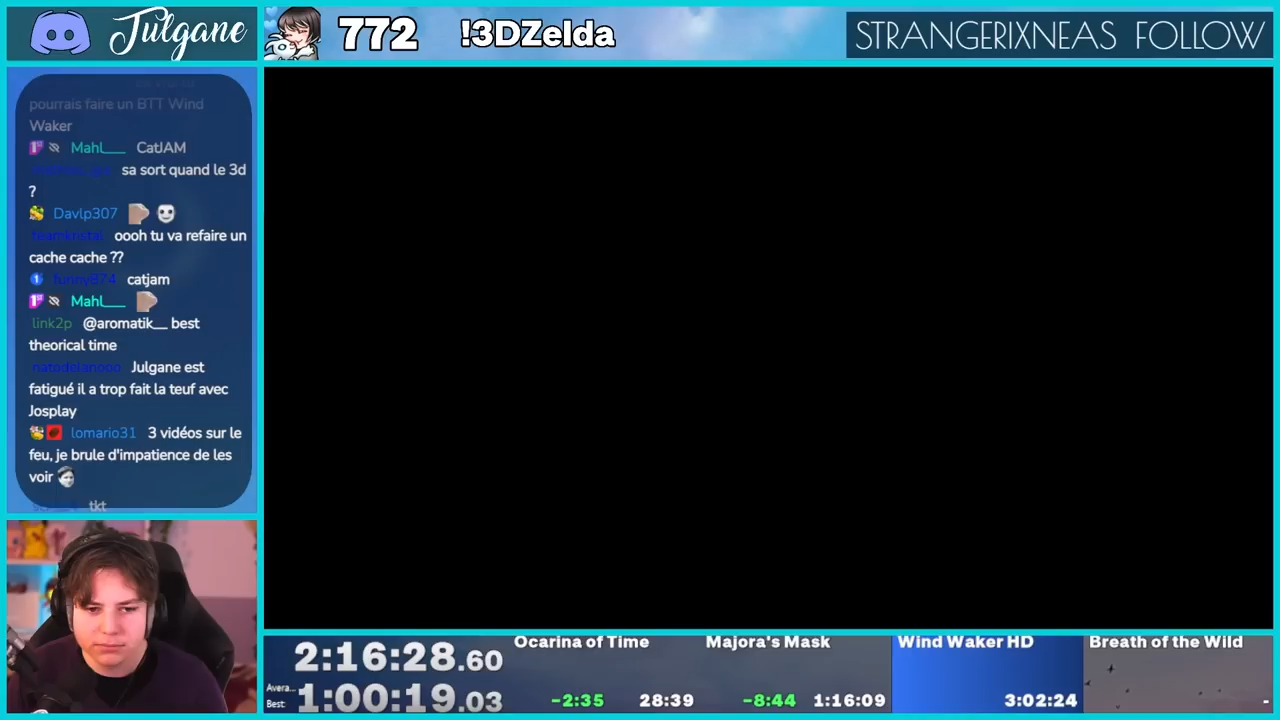 Julgane
772
!3DZelda
STRANGERIXNEAS FOLLOW
pourrais faire un BTT Wind
Waker
Mahl___ CatJAM
sa sort quand le 3d
?
Davlp307
teamkristal oooh tu va refaire un
cache cache ??
funny974 catjam
Mahl___
link2p @aromatik__ best
theorical time
Julgane est
fatigué il a trop fait la teuf avec
Josplay
lomario31 3 vidéos sur le
feu, je brule d'impatience de les
voir
tkt
2:16:28.60
Avera...
Best:
1:00:19.03
Ocarina of Time
-2:35 28:39
Majora's Mask
-8:44 1:16:09
Wind Waker HD
3:02:24
Breath of the Wild
-